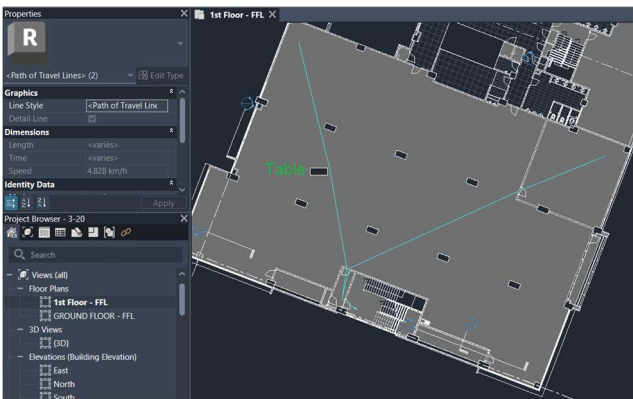 Properties
1st Floor - FFL
R
<Path of Travel Lines> (2)
Edit Type
Graphics
Line Style
<Path of Travel Line
Detail Line
Dimensions
Length
<varies>
Time
<varies>
Speed
4.828 km/h
Identity Data
Apply
Project Browser - 3-20
Search
Views (all)
Floor Plans
1st Floor - FFL
GROUND FLOOR - FFL
3D Views
{3D}
Elevations (Building Elevation)
East
North
South
Table